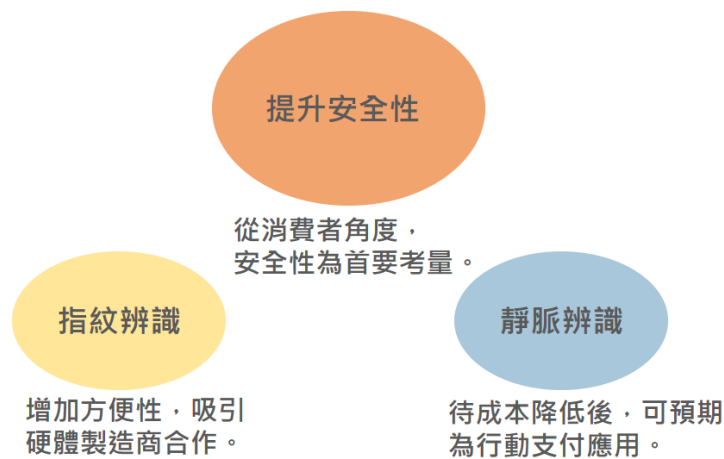 提升安全性
從消費者角度，
安全性為首要考量。
指紋辨識
增加方便性，吸引
硬體製造商合作。
靜脈辨識
待成本降低後，可預期
為行動支付應用。